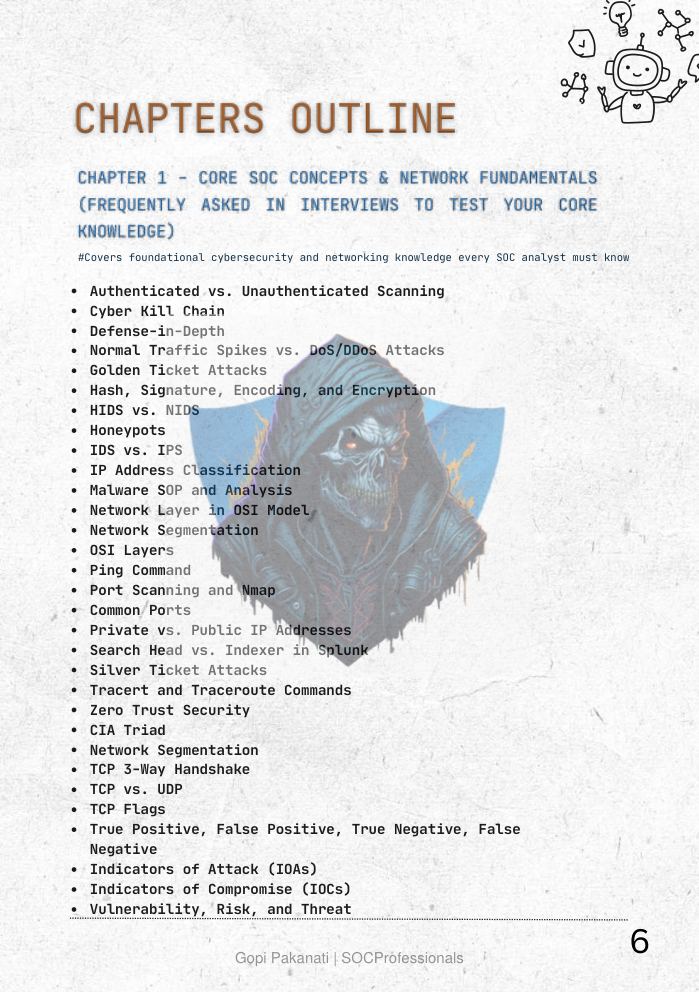 CHAPTERS OUTLINE
CHAPTER 1 – CORE SOC CONCEPTS & NETWORK FUNDAMENTALS
(FREQUENTLY ASKED IN INTERVIEWS TO TEST YOUR CORE
KNOWLEDGE)
#Covers foundational cybersecurity and networking knowledge every SOC analyst must know
• Authenticated vs. Unauthenticated Scanning
• Cyber Kill Chain
• Defense-in-Depth
• Normal Traffic Spikes vs. DoS/DDoS Attacks
• Golden Ticket Attacks
• Hash, Signature, Encoding, and Encryption
• HIDS vs. NIDS
• Honeypots
• IDS vs. IPS
• IP Address Classification
• Malware SOP and Analysis
• Network Layer in OSI Model
• Network Segmentation
• OSI Layers
• Ping Command
• Port Scanning and Nmap
• Common Ports
• Private vs. Public IP Addresses
• Search Head vs. Indexer in Splunk
• Silver Ticket Attacks
• Tracert and Traceroute Commands
• Zero Trust Security
• CIA Triad
• Network Segmentation
• TCP 3-Way Handshake
• TCP vs. UDP
• TCP Flags
• True Positive, False Positive, True Negative, False
Negative
• Indicators of Attack (IOAs)
• Indicators of Compromise (IOCs)
• Vulnerability, Risk, and Threat
6
Gopi Pakanati | SOCProfessionals